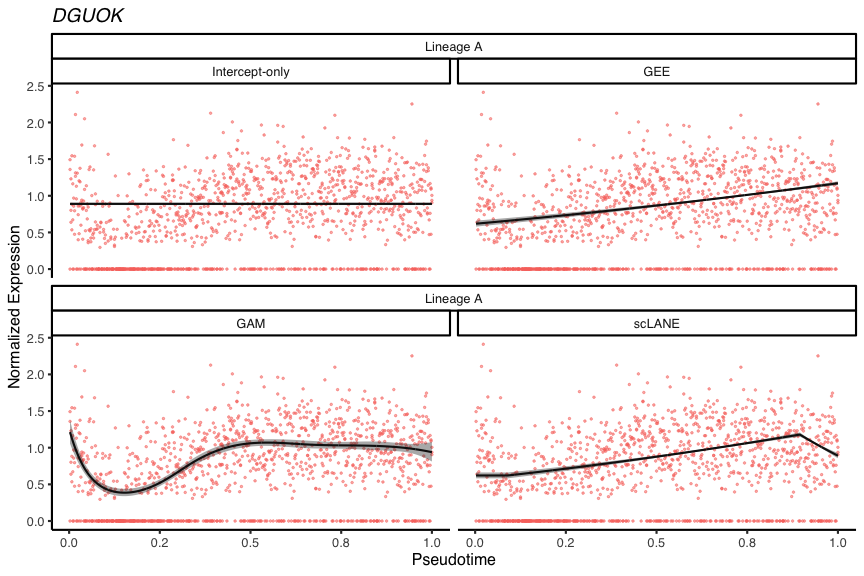 DGUOK
Lineage A
Intercept-only GEE
2.5
2.0
1.5
1.0
0.5
0.0
Lineage A
GAM scLANE
2.5
2.0
1.5
1.0
0.5
0.0
0.0 0.2 0.5 0.8 1.0 0.0 0.2 0.5 0.8 1.0
Pseudotime
Normalized Expression